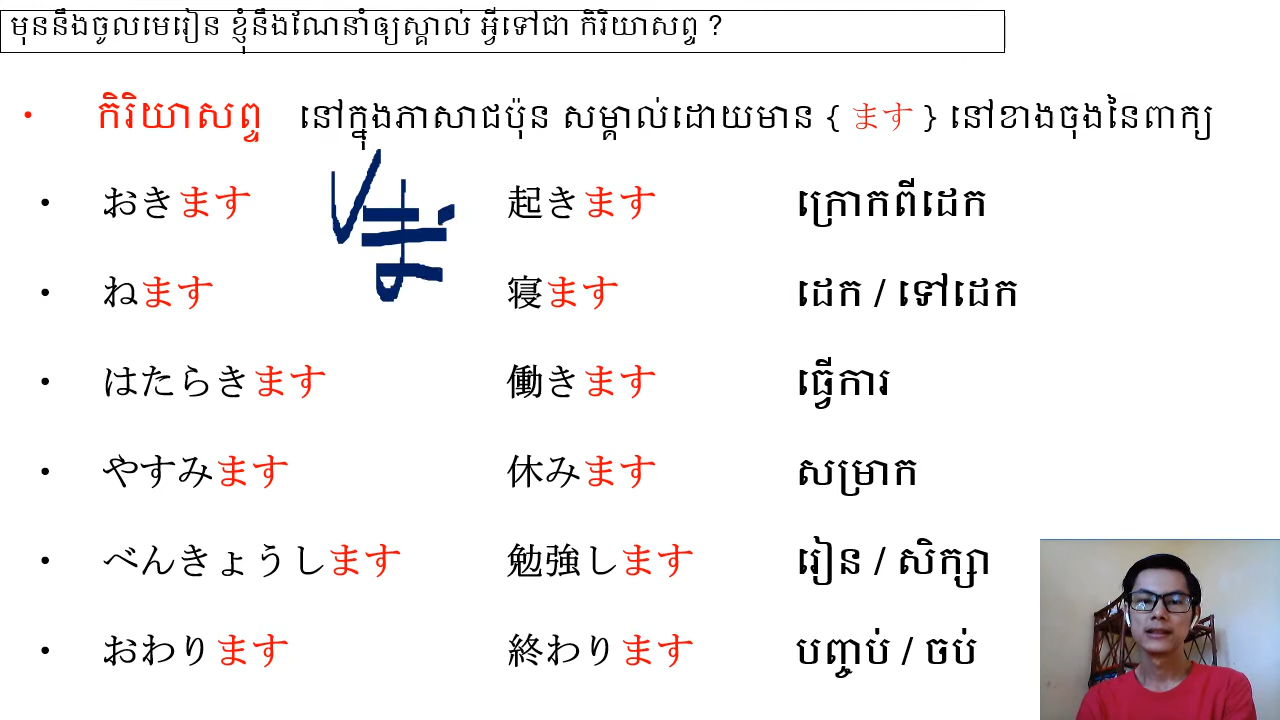 មុននឹងចូលមេរៀន ខ្ញុំនឹងណែនាំឲ្យស្គាល់ អ្វីទៅជា កិរិយាសព្ទ ?
• កិរិយាសព្ទ នៅក្នុងភាសាជប៉ុន សម្គាល់ដោយមាន { ます } នៅខាងចុងនៃពាក្យ
• おきます 起きます ក្រោកពីដេក
• ねます 寝ます ដេក / ទៅដេក
• はたらきます 働きます ធ្វើការ
• やすみます 休みます សម្រាក
• べんきょうします 勉強します រៀន / សិក្សា
• おわります 終わります បញ្ចប់ / ចប់